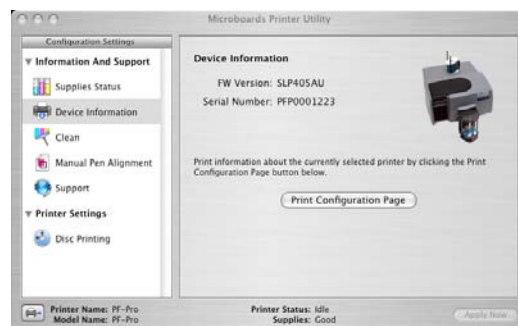 Microboards Printer Utility
Configuration Settings
Information And Support
Supplies Status
Device Information
Clean
Manual Pen Alignment
Support
Printer Settings
Disc Printing
Device Information
FW Version: SLP405AU
Serial Number: PFP0001223
Print information about the currently selected printer by clicking the Print
Configuration Page button below.
Print Configuration Page
Printer Name: PF-Pro
Model Name: PF-Pro
Printer Status: Idle
Supplies: Good
Apply Now